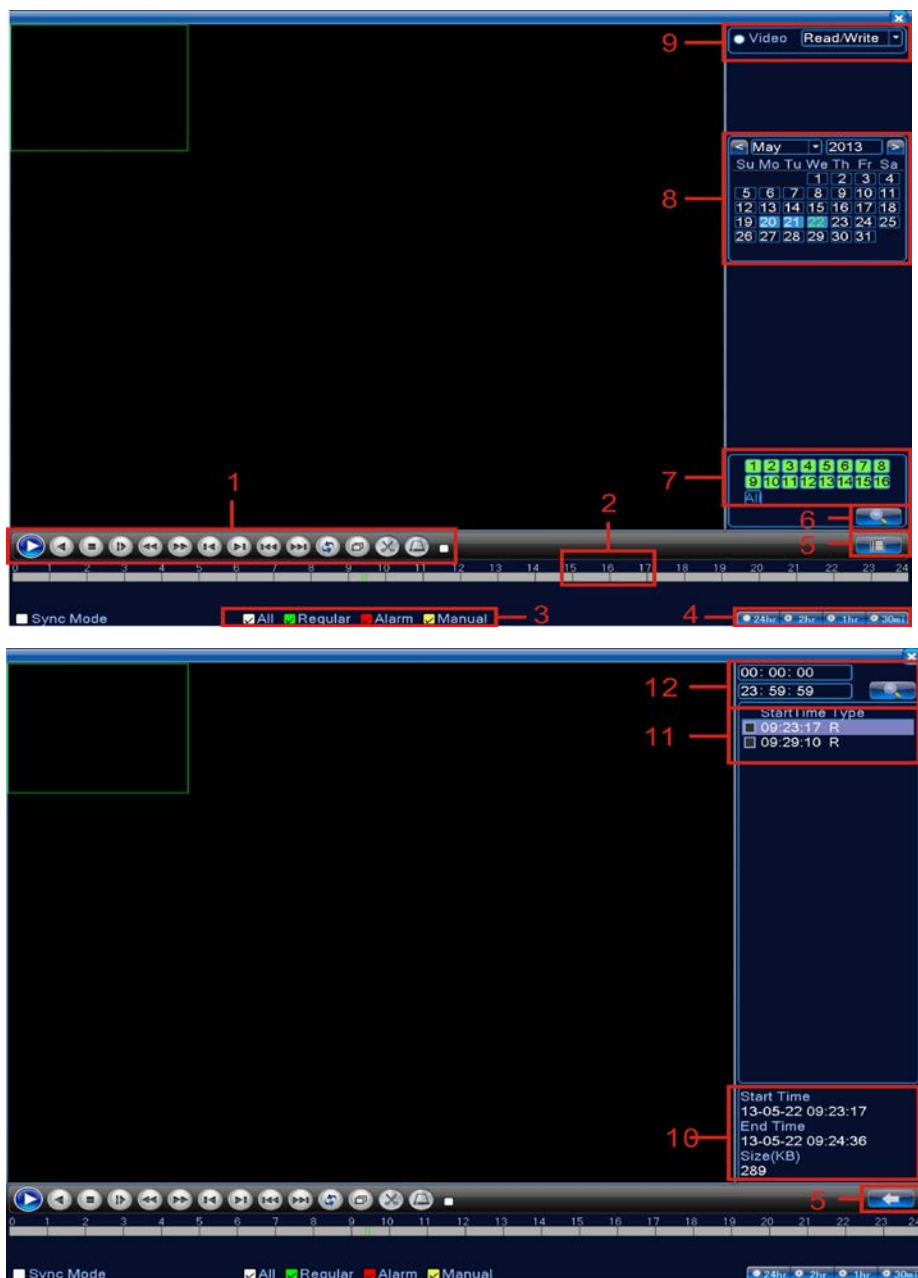 9
Video Read/Write
8
May 2013
Su Mo Tu We Th Fr Sa
1 2 3 4
5 6 7 8 9 10 11
12 13 14 15 16 17 18
19 20 21 22 23 24 25
26 27 28 29 30 31
7
1 2 3 4 5 6 7 8
9 10 11 12 13 14 15 16
All
6
1
2
5
0 1 2 3 4 5 6 7 8 9 10 11 12 13 14 15 16 17 18 19 20 21 22 23 24
Sync Mode
All Regular Alarm Manual
3
4
24hr 2hr 1hr 30mi
12
00: 00: 00
23: 59: 59
11
StartTime Type
09:23:17 R
09:29:10 R
10
Start Time
13-05-22 09:23:17
End Time
13-05-22 09:24:36
Size(KB)
289
5
0 1 2 3 4 5 6 7 8 9 10 11 12 13 14 15 16 17 18 19 20 21 22 23 24
Sync Mode
All Regular Alarm Manual
24hr 2hr 1hr 30mi